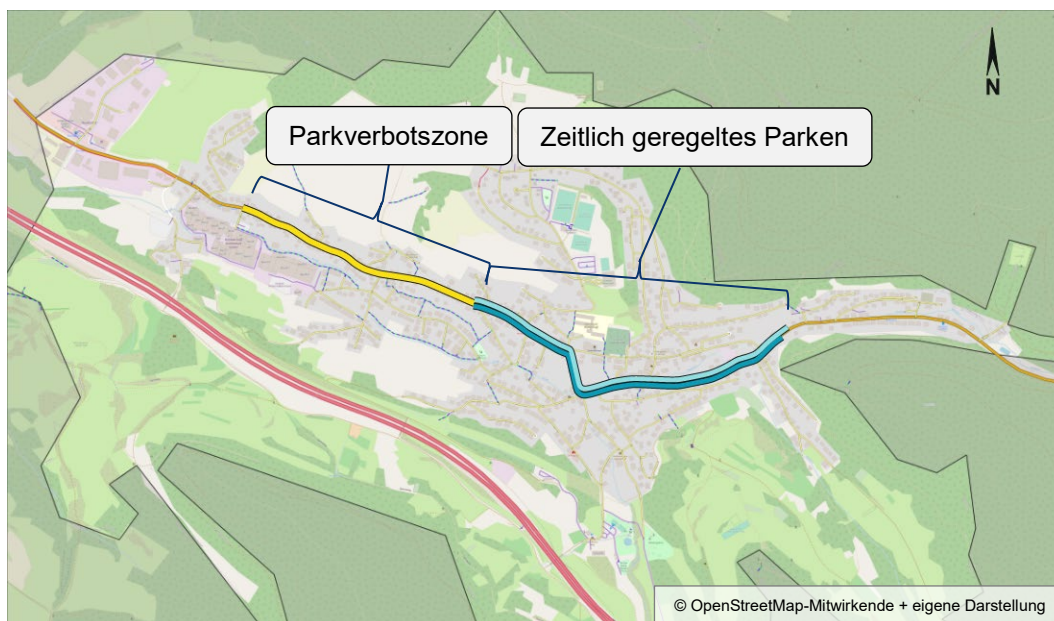 N
Parkverbotszone
Zeitlich geregeltes Parken
© OpenStreetMap-Mitwirkende + eigene Darstellung